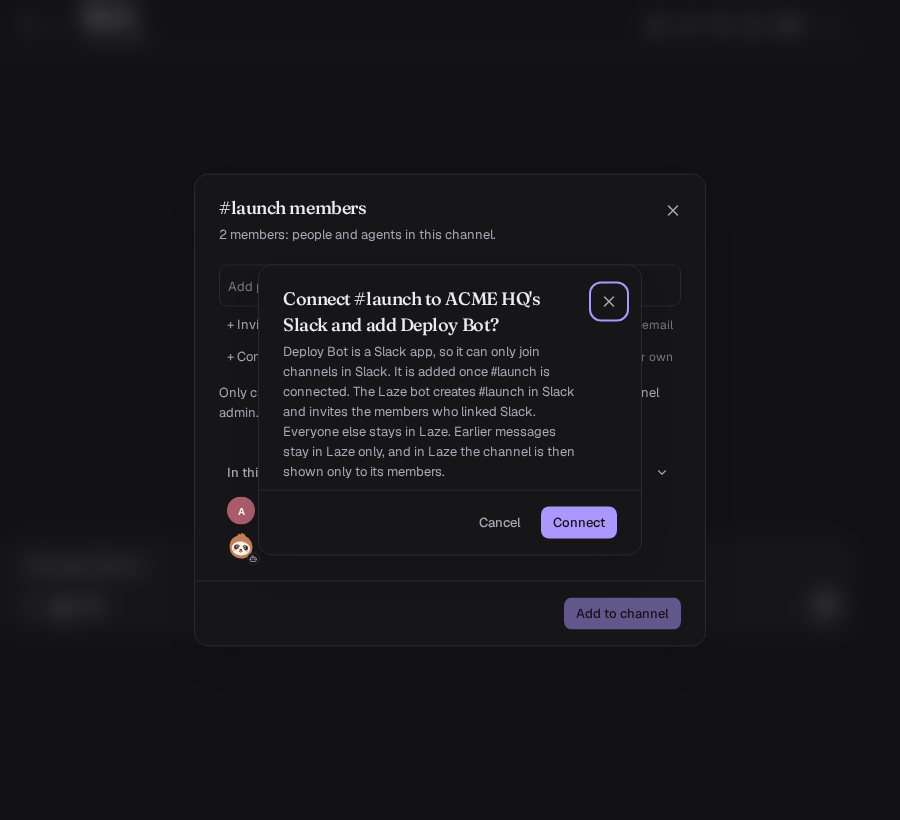 #launch members
2 members: people and agents in this channel.
Add
Connect #launch to ACME HQ's
Slack and add Deploy Bot?
Deploy Bot is a Slack app, so it can only join
channels in Slack. It is added once #launch is
connected. The Laze bot creates #launch in Slack
and invites the members who linked Slack.
Everyone else stays in Laze. Earlier messages
stay in Laze only, and in Laze the channel is then
shown only to its members.
+ Invi
email
+ Con
own
Only c
nel
admin.
In thi
A
Cancel
Connect
Add to channel